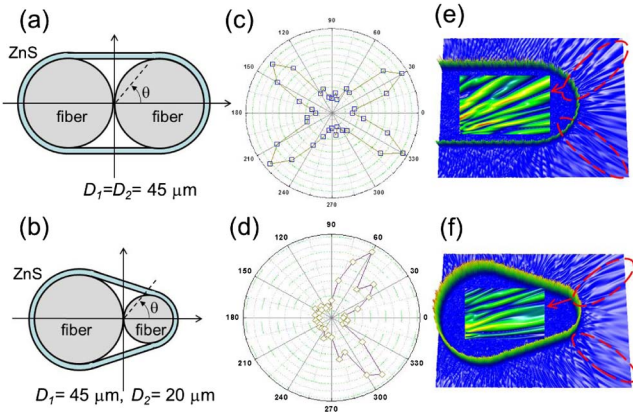 (a)
ZnS
fiber
fiber
θ
D₁=D₂= 45 μm
(b)
ZnS
fiber
fiber
θ
D₁= 45 μm, D₂= 20 μm
(c)
90
120
60
150
30
180
0
210
330
240
300
270
(d)
90
120
60
150
30
180
0
210
330
240
300
270
(e)
(f)